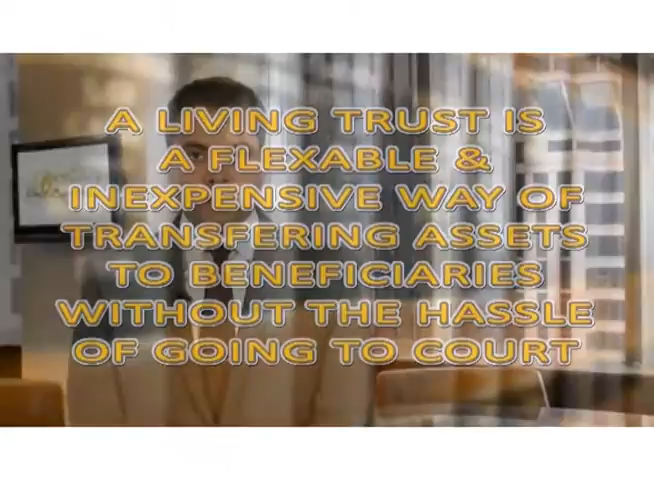 A LIVING TRUST IS
A FLEXABLE &
INEXPENSIVE WAY OF
TRANSFERING ASSETS
TO BENEFICIARIES
WITHOUT THE HASSLE
OF GOING TO COURT